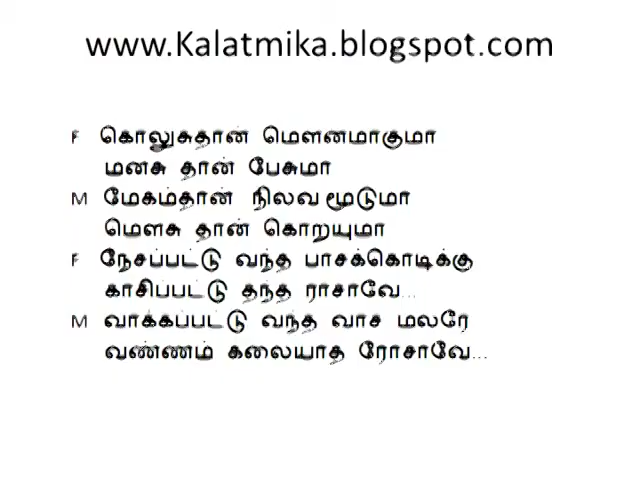 www.Kalatmika.blogspot.com
F கொலுசுதான் மௌனமாகுமா
மனசு தான் பேசுமா
M மேகம்தான் நிலவ மூடுமா
மௌசு தான் கொறயுமா
F நேசப்பட்டு வந்த பாசக்கொடிக்கு
காசிப்பட்டு தந்த ராசாவே...
M வாக்கப்பட்டு வந்த வாச மலரே
வண்ணம் கலையாத ரோசாவே...